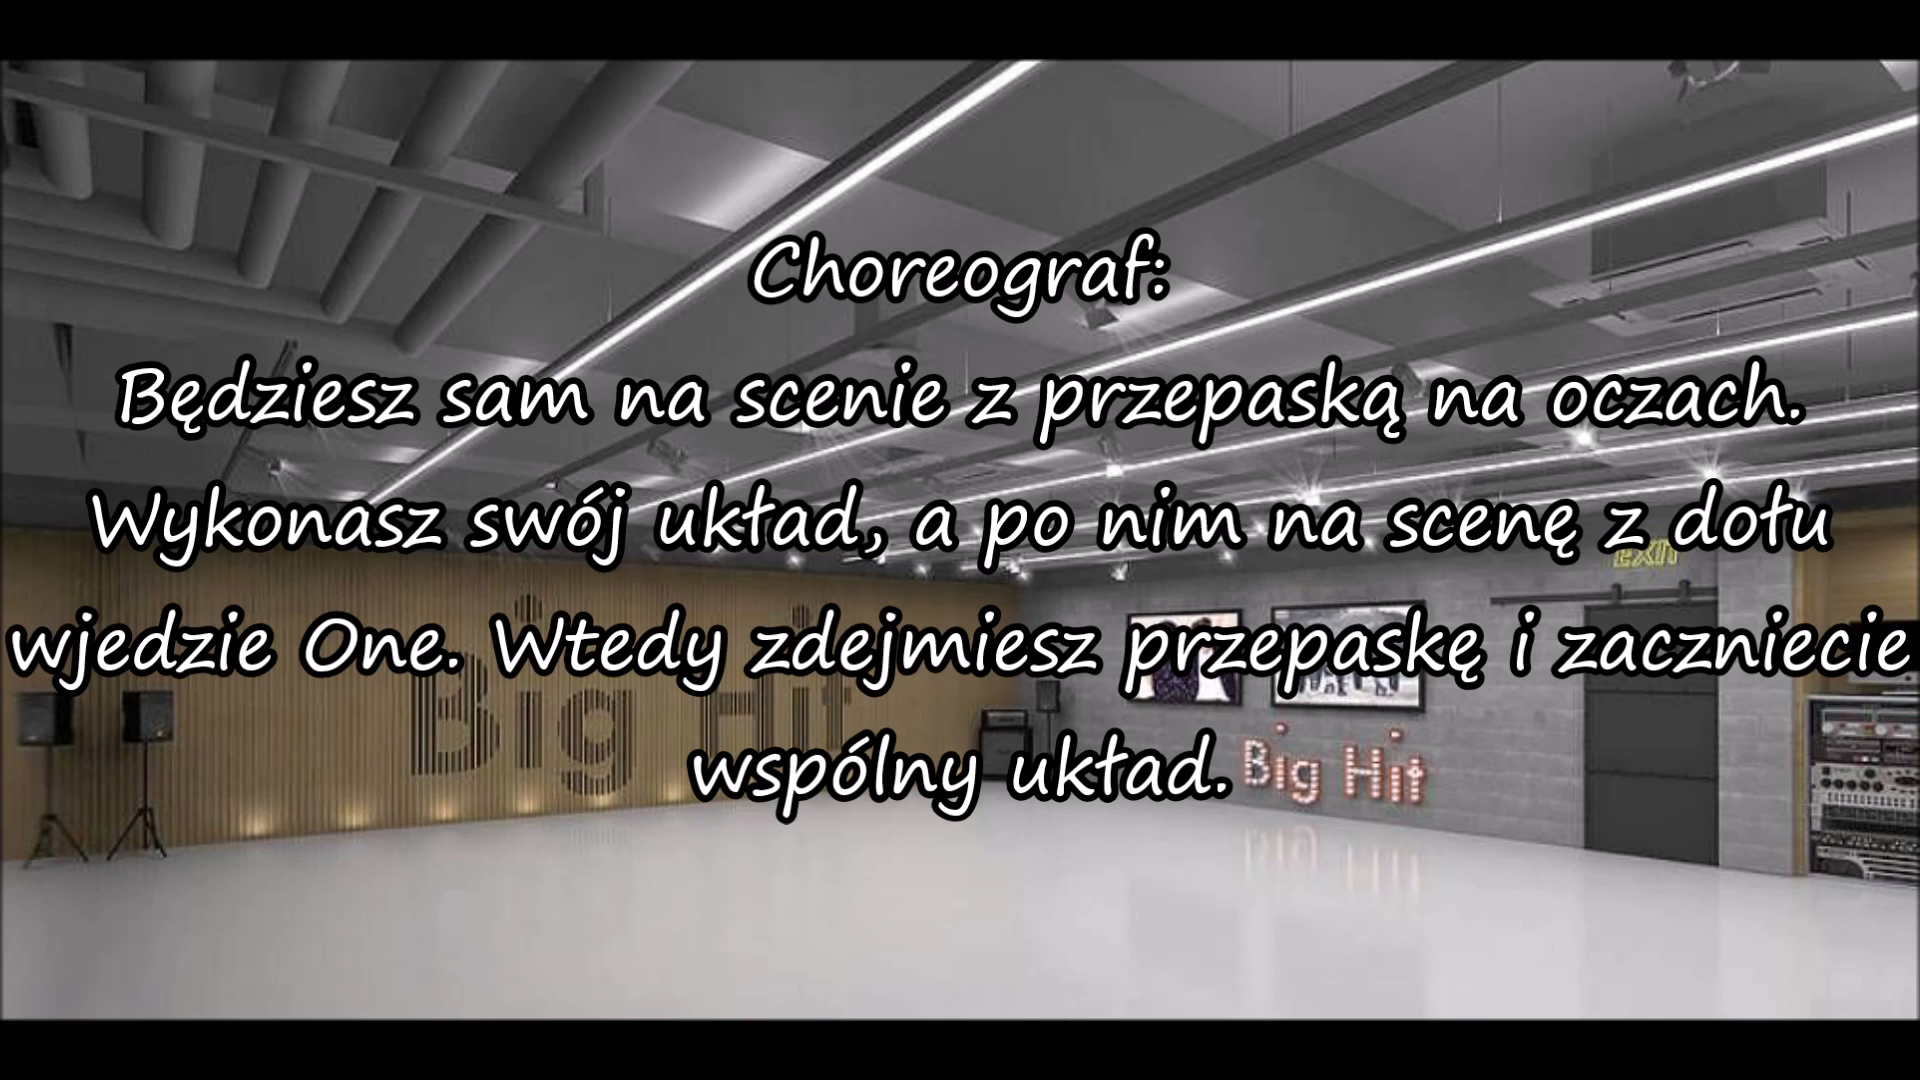 Choreograf:
Będziesz sam na scenie z przepaską na oczach.
Wykonasz swój układ, a po nim na scenę z dołu
EXIT
wjedzie One. Wtedy zdejmiesz przepaskę i zaczniecie
Big Hit
wspólny układ.
Big Hit